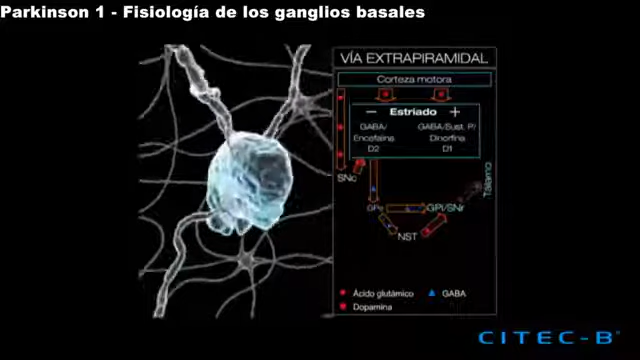 Parkinson 1 - Fisiología de los ganglios basales
VÍA EXTRAPIRAMIDAL
Corteza motora
− Estriado +
GABA/ GABA/Sust. P/
Encefalina Dinorfina
D2 D1
SNc
Tálamo
GPe GPi/SNr
NST
Ácido glutámico GABA
Dopamina
CITEC-B